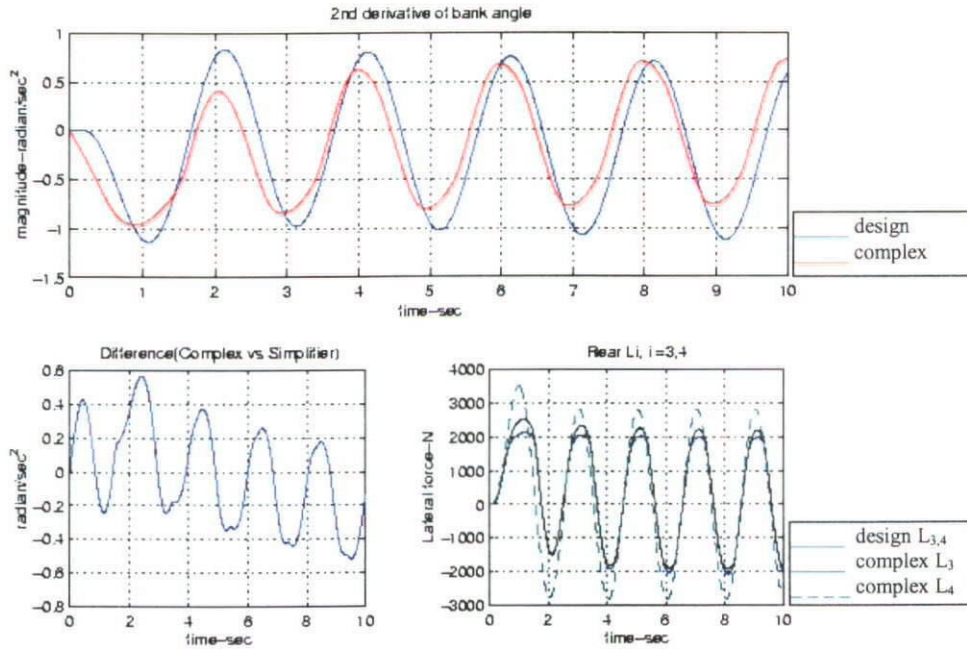 2nd derivative of bank angle
magnitude-radian/sec²
1
0.5
0
-0.5
-1
-1.5
0 1 2 3 4 5 6 7 8 9 10
time-sec
design
complex
Difference(Complex vs Simplifier)
radian/sec²
0.6
0.4
0.2
0
-0.2
-0.4
-0.6
-0.8
0 2 4 6 8 10
time-sec
Rear Li, i=3,4
Lateral force-N
4000
3000
2000
1000
0
-1000
-2000
-3000
0 2 4 6 8 10
time-sec
design L₃,₄
complex L₃
complex L₄